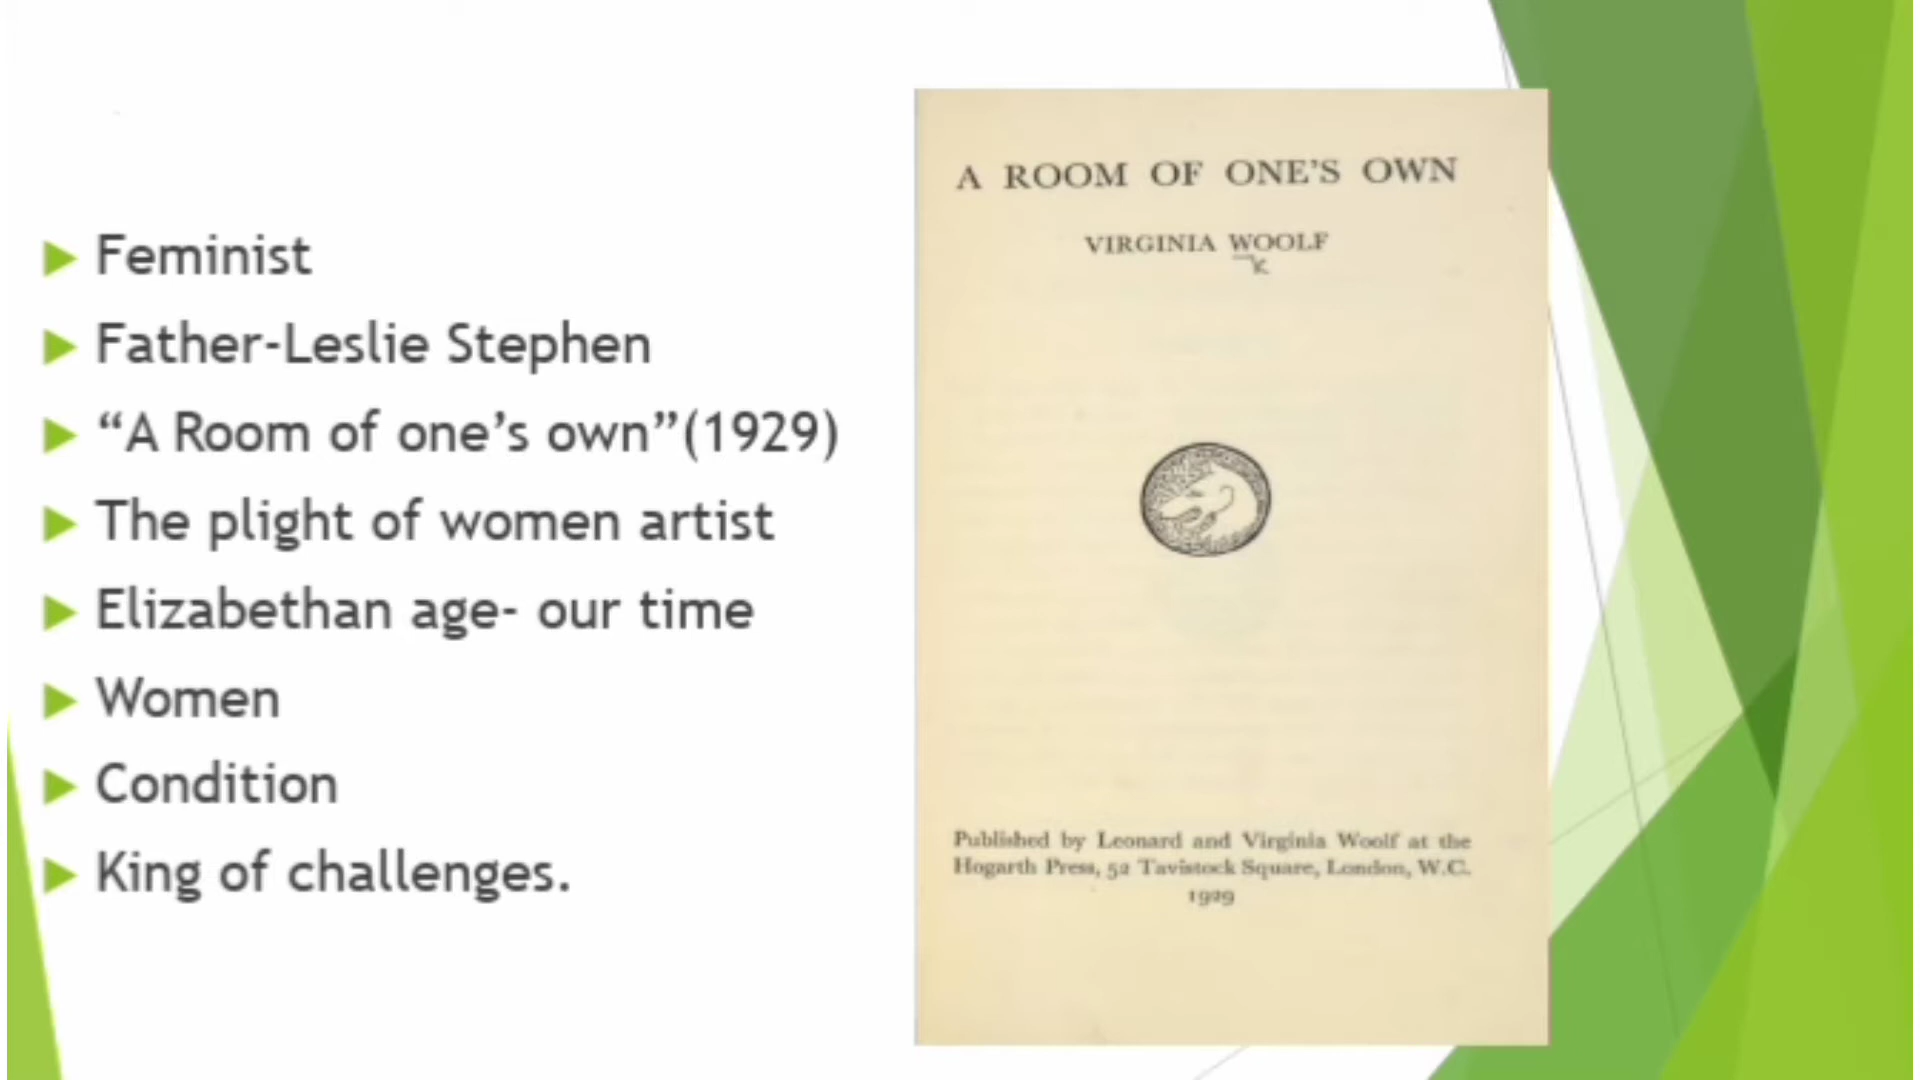 Feminist
Father-Leslie Stephen
“A Room of one’s own”(1929)
The plight of women artist
Elizabethan age- our time
Women
Condition
King of challenges.
A ROOM OF ONE’S OWN
VIRGINIA WOOLF
Published by Leonard and Virginia Woolf at the
Hogarth Press, 52 Tavistock Square, London, W.C.
1929